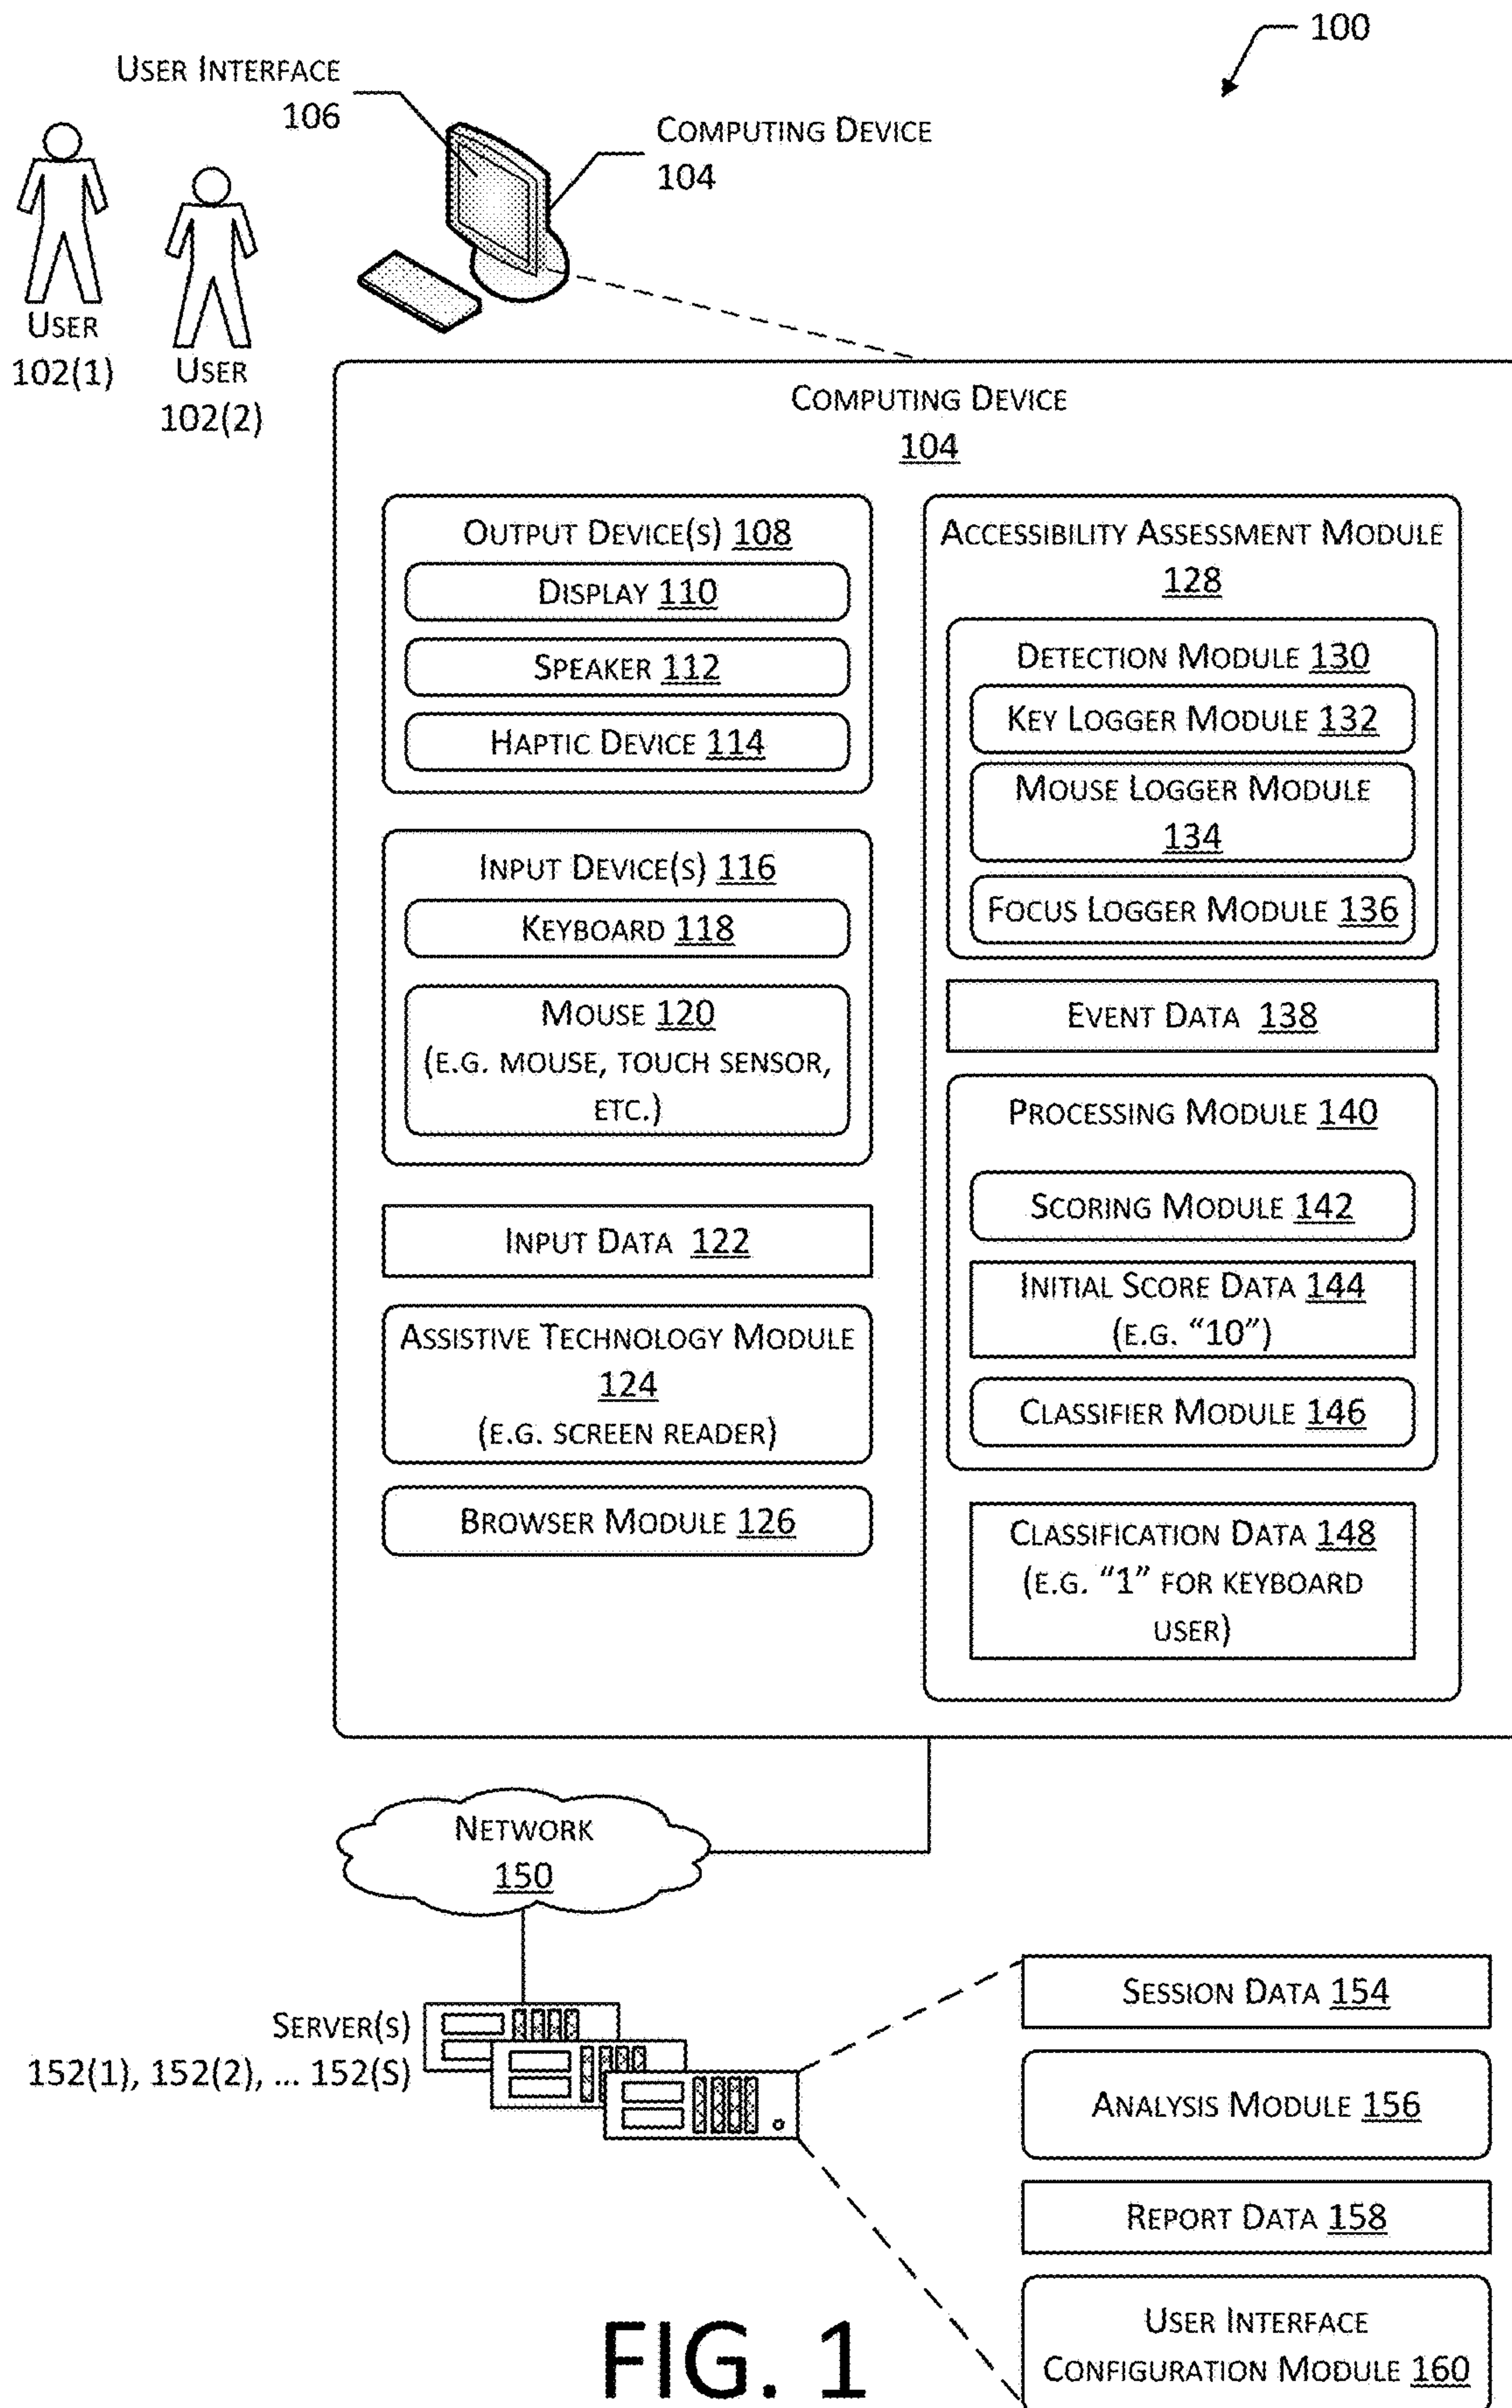 100
User Interface
106
Computing Device
104
User
102(1)
User
102(2)
Computing Device
104
Output Device(s) 108
Display 110
Speaker 112
Haptic Device 114
Input Device(s) 116
Keyboard 118
Mouse 120
(e.g. mouse, touch sensor,
etc.)
Input Data 122
Assistive Technology Module
124
(e.g. screen reader)
Browser Module 126
Accessibility Assessment Module
128
Detection Module 130
Key Logger Module 132
Mouse Logger Module
134
Focus Logger Module 136
Event Data 138
Processing Module 140
Scoring Module 142
Initial Score Data 144
(e.g. “10”)
Classifier Module 146
Classification Data 148
(e.g. “1” for keyboard
user)
Network
150
Server(s)
152(1), 152(2), ... 152(S)
Session Data 154
Analysis Module 156
Report Data 158
User Interface
Configuration Module 160
FIG. 1